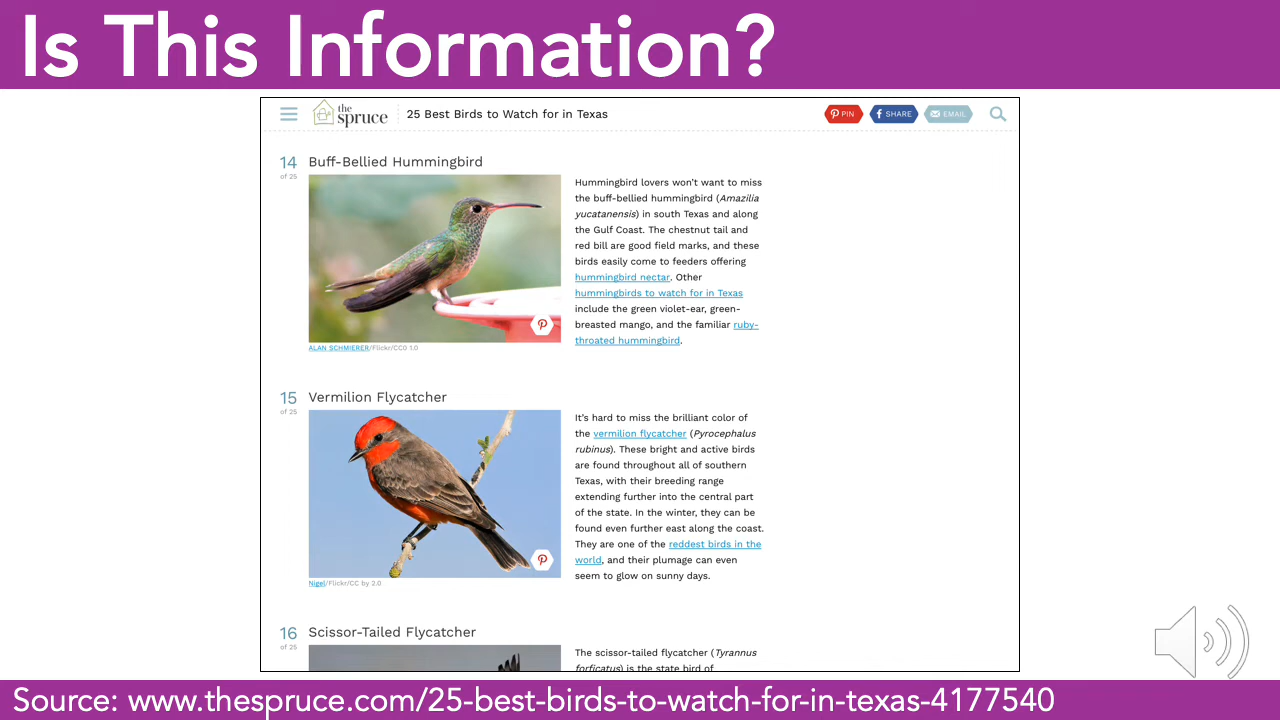 Is This Information?
the spruce
25 Best Birds to Watch for in Texas
PIN
SHARE
EMAIL
14
of 25
Buff-Bellied Hummingbird
Hummingbird lovers won't want to miss
the buff-bellied hummingbird (Amazilia
yucatanensis) in south Texas and along
the Gulf Coast. The chestnut tail and
red bill are good field marks, and these
birds easily come to feeders offering
hummingbird nectar. Other
hummingbirds to watch for in Texas
include the green violet-ear, green-
breasted mango, and the familiar ruby-
throated hummingbird.
ALAN SCHMIERER/Flickr/CC0 1.0
15
of 25
Vermilion Flycatcher
It's hard to miss the brilliant color of
the vermilion flycatcher (Pyrocephalus
rubinus). These bright and active birds
are found throughout all of southern
Texas, with their breeding range
extending further into the central part
of the state. In the winter, they can be
found even further east along the coast.
They are one of the reddest birds in the
world, and their plumage can even
seem to glow on sunny days.
Nigel/Flickr/CC by 2.0
16
of 25
Scissor-Tailed Flycatcher
The scissor-tailed flycatcher (Tyrannus
forficatus) is the state bird of
Source: www.thespruce.com/25-best-birds-to-watch-for-in-texas-4177540